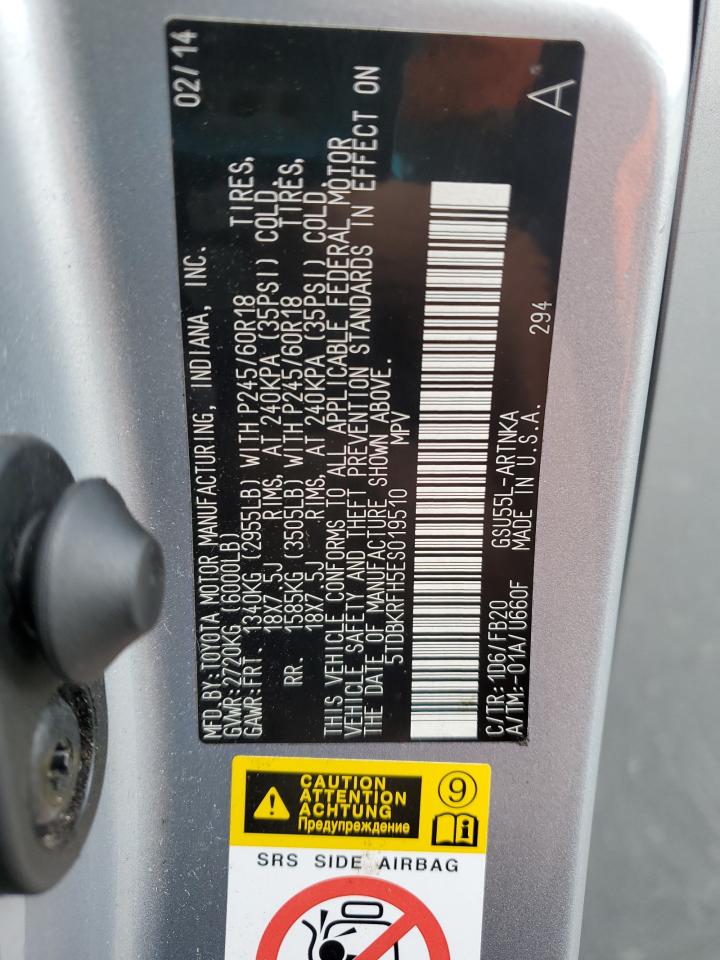 MFD.BY:TOYOTA MOTOR MANUFACTURING, INDIANA, INC. 02/14
GVWR:2720KG (6000LB)
GAWR:FRT. 1340KG (2955LB) WITH P245/60R18 TIRES,
18X7.5J RIMS, AT 240KPA (35PSI) COLD.
RR. 1585KG (3505LB) WITH P245/60R18 TIRES,
18X7.5J RIMS, AT 240KPA (35PSI) COLD.
THIS VEHICLE CONFORMS TO ALL APPLICABLE FEDERAL MOTOR
VEHICLE SAFETY AND THEFT PREVENTION STANDARDS IN EFFECT ON
THE DATE OF MANUFACTURE SHOWN ABOVE.
5TDBKRFH5ES019510 MPV
C/TR:1D6/FB20 GSU55L-ARTNKA
A/TM:-01A/U660F MADE IN U.S.A. 294 A
CAUTION
ATTENTION
ACHTUNG
Предупреждение
9
i
SRS SIDE AIRBAG